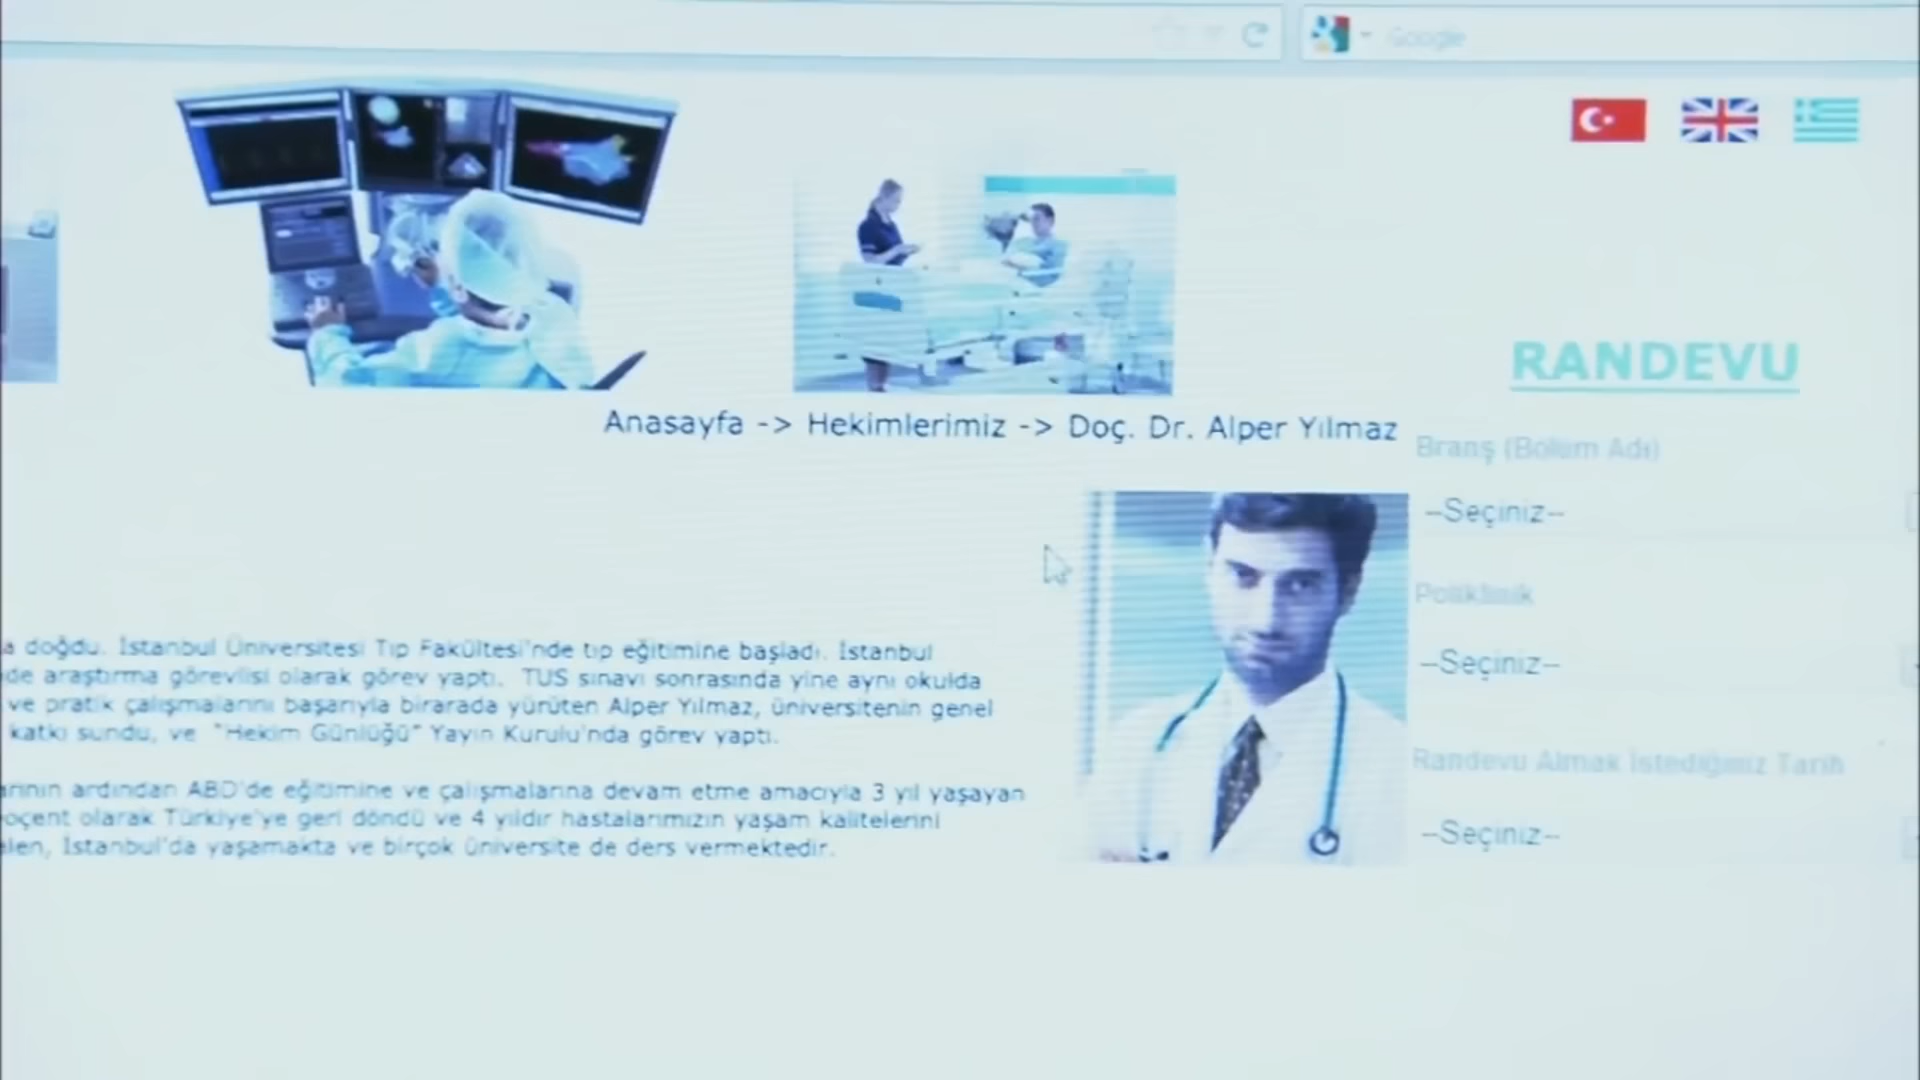 Google
RANDEVU
Anasayfa -> Hekimlerimiz -> Doç. Dr. Alper Yılmaz
Branş (Bölüm Adı)
--Seçiniz--
Poliklinik
--Seçiniz--
Randevu Almak İstediğiniz Tarih
--Seçiniz--
a doğdu. İstanbul Üniversitesi Tıp Fakültesi'nde tıp eğitimine başladı. İstanbul
de araştırma görevlisi olarak görev yaptı. TUS sınavı sonrasında yine aynı okulda
ve pratik çalışmalarını başarıyla birarada yürüten Alper Yılmaz, üniversitenin genel
katkı sundu, ve "Hekim Günlüğü" Yayın Kurulu'nda görev yaptı.
arının ardından ABD'de eğitimine ve çalışmalarına devam etme amacıyla 3 yıl yaşayan
oçent olarak Türkiye'ye geri döndü ve 4 yıldır hastalarımızın yaşam kalitelerini
alen, İstanbul'da yaşamakta ve birçok üniversite de ders vermektedir.